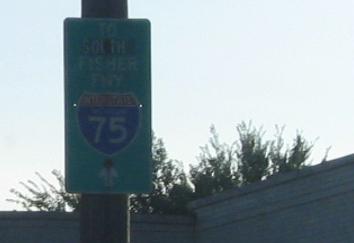 TO
SOUTH
FISHER
FWY
INTERSTATE
75